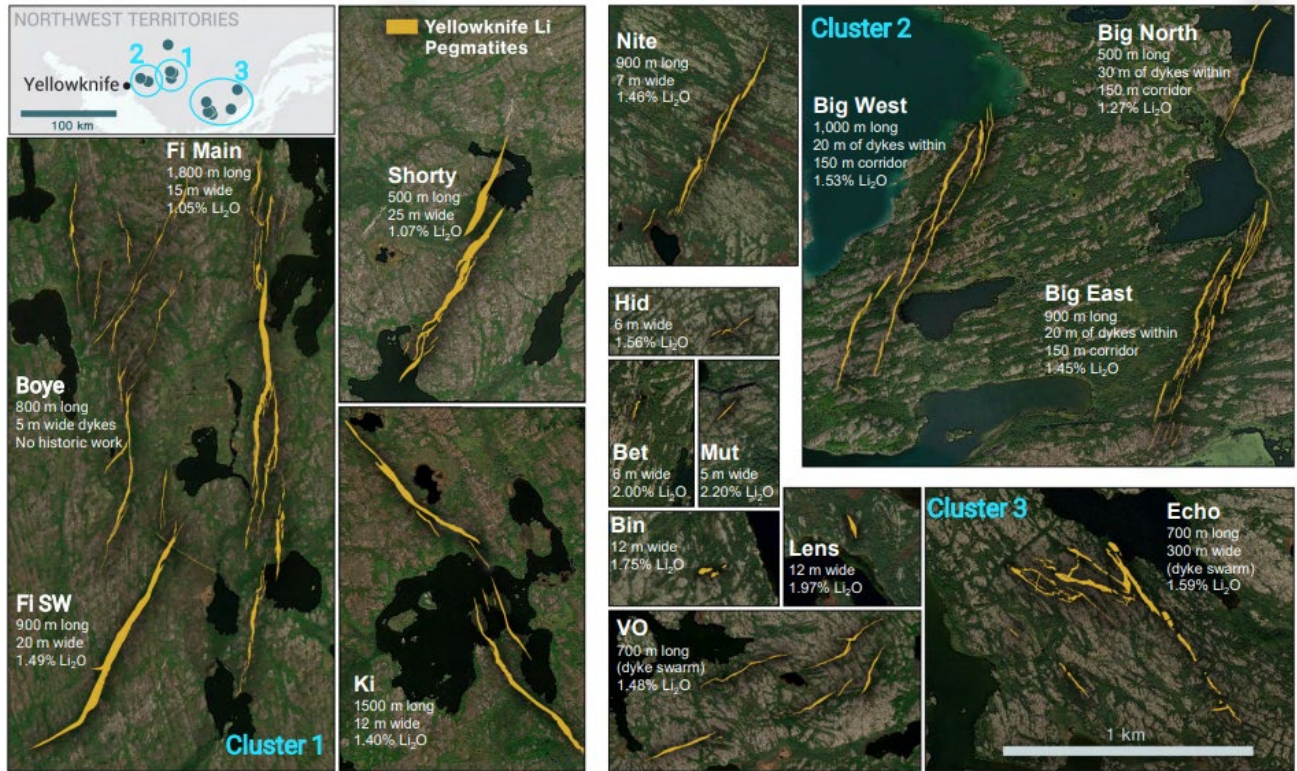 NORTHWEST TERRITORIES
2
1
3
Yellowknife
100 km
Yellowknife Li
Pegmatites
Fi Main
1,800 m long
15 m wide
1.05% Li₂O
Boye
800 m long
5 m wide dykes
No historic work
Fi SW
900 m long
20 m wide
1.49% Li₂O
Cluster 1
Shorty
500 m long
25 m wide
1.07% Li₂O
Ki
1500 m long
12 m wide
1.40% Li₂O
Nite
900 m long
7 m wide
1.46% Li₂O
Hid
6 m wide
1.56% Li₂O
Bet
6 m wide
2.00% Li₂O
Mut
5 m wide
2.20% Li₂O
Bin
12 m wide
1.75% Li₂O
Lens
12 m wide
1.97% Li₂O
VO
700 m long
(dyke swarm)
1.48% Li₂O
Cluster 2
Big West
1,000 m long
20 m of dykes within
150 m corridor
1.53% Li₂O
Big North
500 m long
30 m of dykes within
150 m corridor
1.27% Li₂O
Big East
900 m long
20 m of dykes within
150 m corridor
1.45% Li₂O
Cluster 3
Echo
700 m long
300 m wide
(dyke swarm)
1.59% Li₂O
1 km